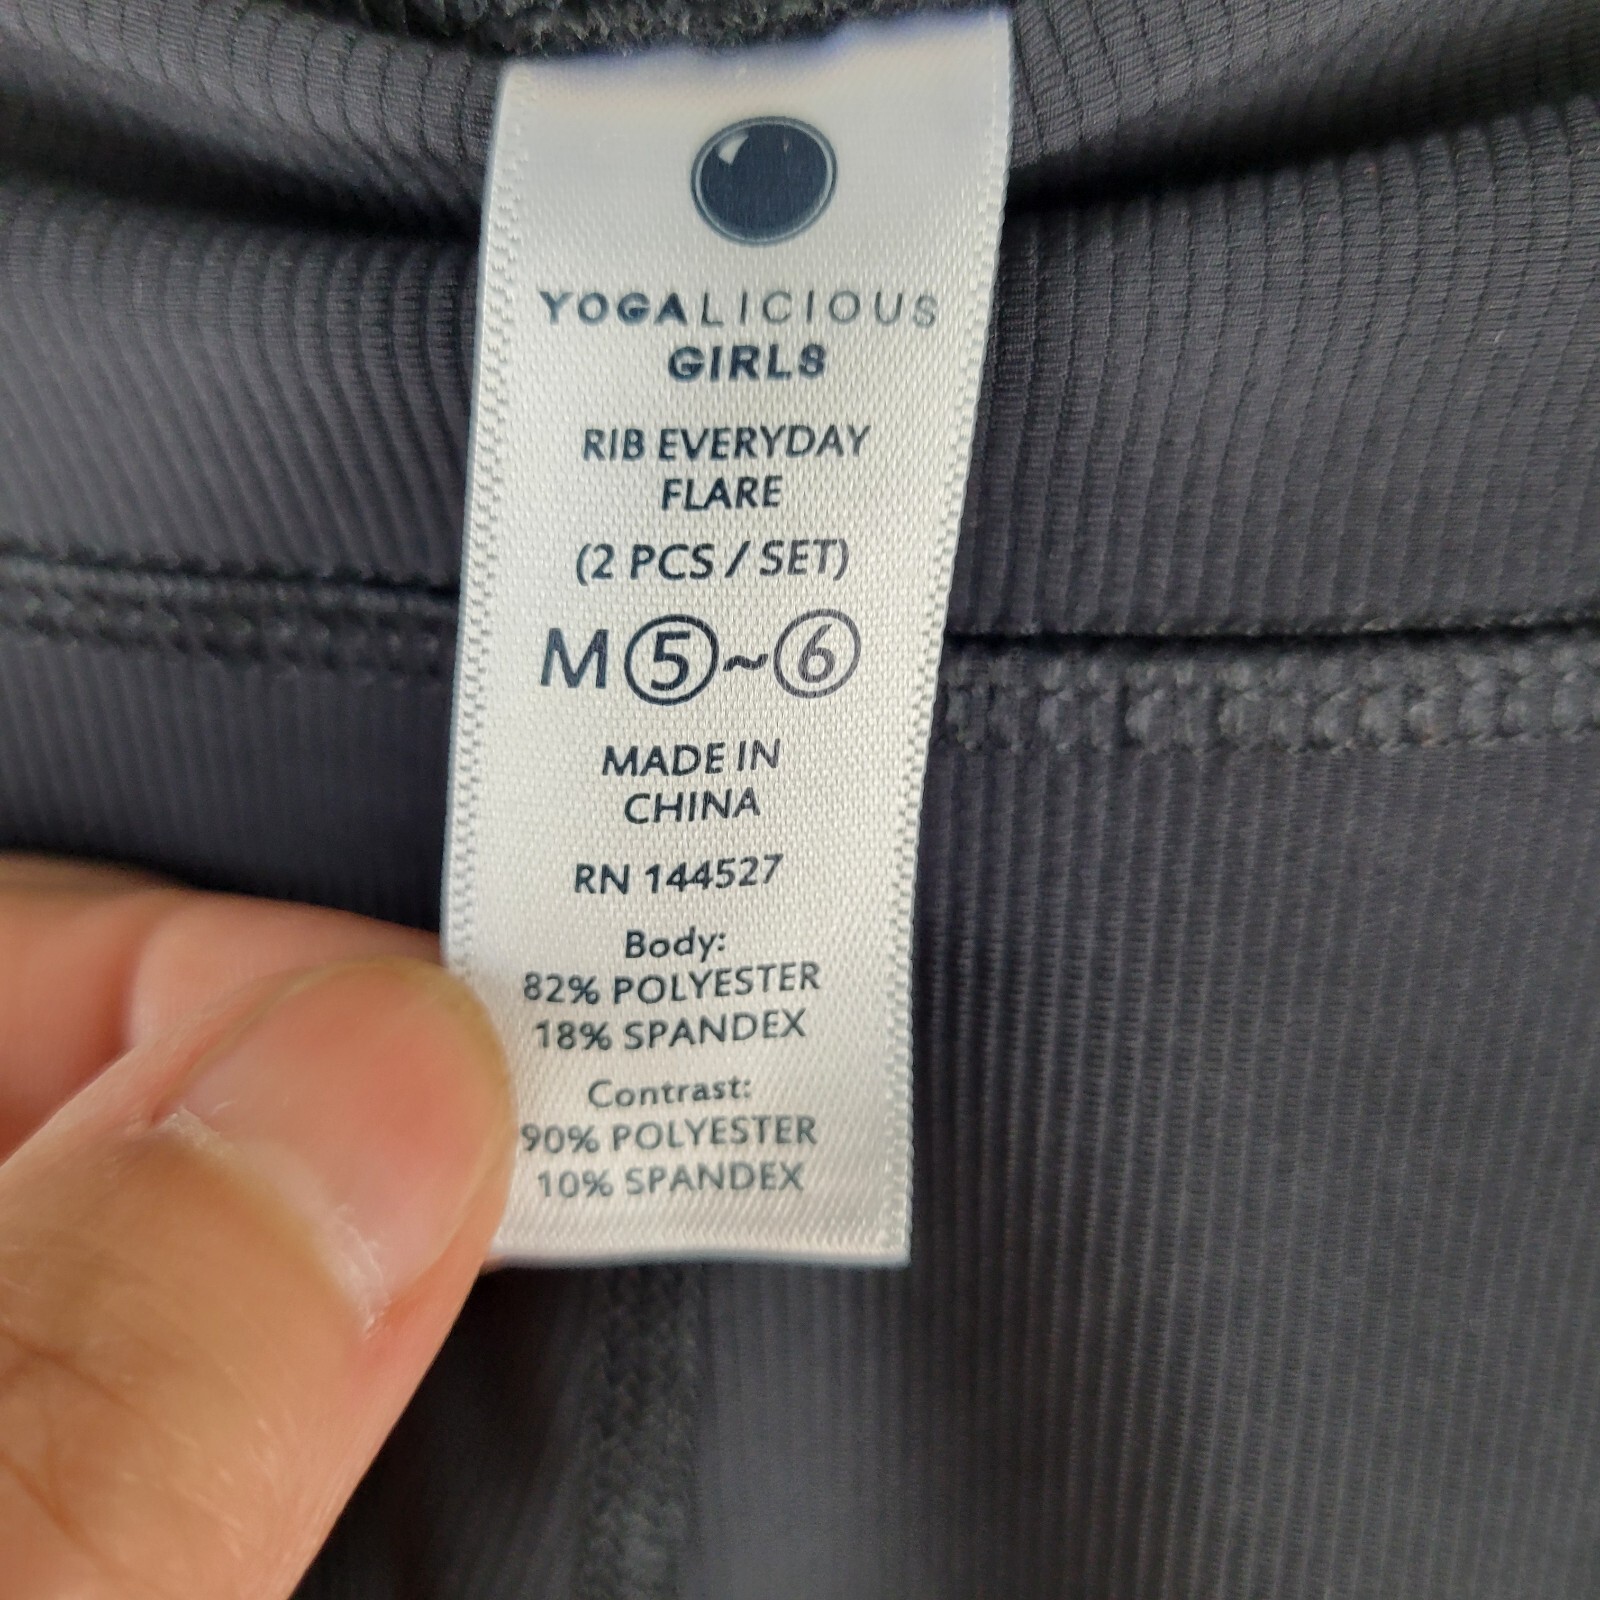 YOGALICIOUS
GIRLS
RIB EVERYDAY
FLARE
(2 PCS / SET)
M ⑤~⑥
MADE IN
CHINA
RN 144527
Body:
82% POLYESTER
18% SPANDEX
Contrast:
90% POLYESTER
10% SPANDEX